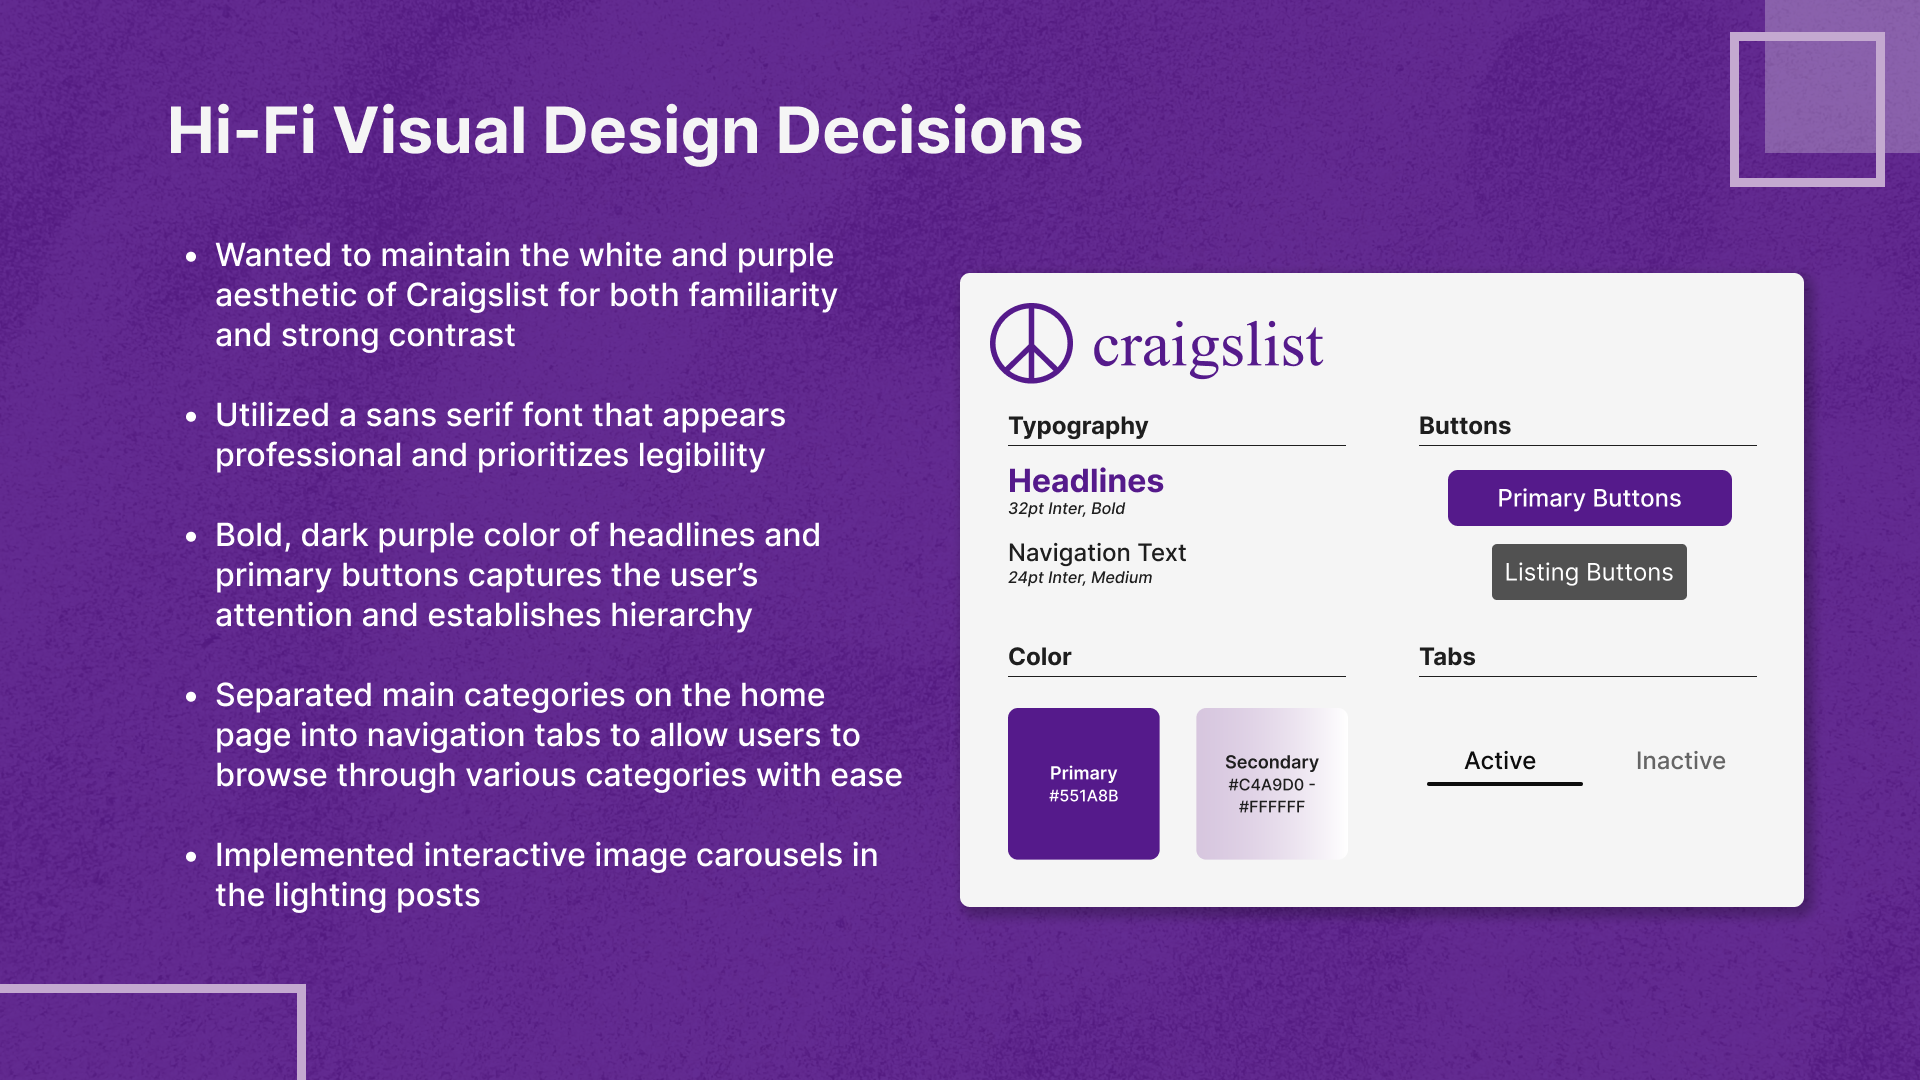 Hi-Fi Visual Design Decisions
• Wanted to maintain the white and purple
aesthetic of Craigslist for both familiarity
and strong contrast
• Utilized a sans serif font that appears
professional and prioritizes legibility
• Bold, dark purple color of headlines and
primary buttons captures the user’s
attention and establishes hierarchy
• Separated main categories on the home
page into navigation tabs to allow users to
browse through various categories with ease
• Implemented interactive image carousels in
the lighting posts
craigslist
Typography
Headlines
32pt Inter, Bold
Navigation Text
24pt Inter, Medium
Buttons
Primary Buttons
Listing Buttons
Color
Primary
#551A8B
Secondary
#C4A9D0 -
#FFFFFF
Tabs
Active
Inactive